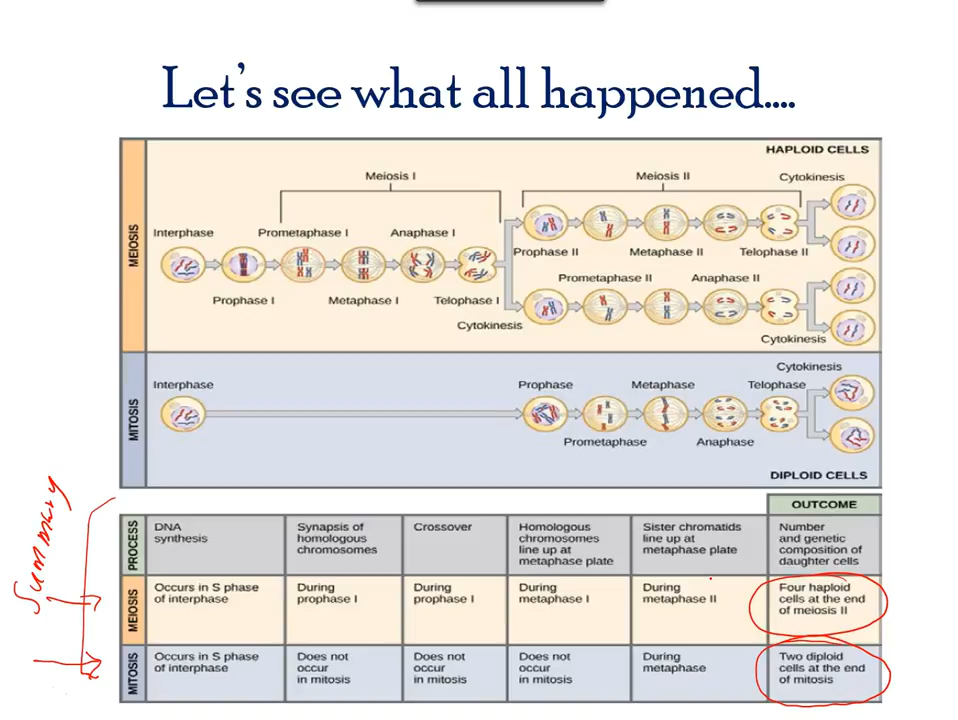 Let's see what all happened....
MEIOSIS
HAPLOID CELLS
Meiosis I
Meiosis II
Cytokinesis
Interphase
Prometaphase I
Anaphase I
Prophase II
Metaphase II
Telophase II
Prometaphase II
Anaphase II
Prophase I
Metaphase I
Telophase I
Cytokinesis
Cytokinesis
MITOSIS
Cytokinesis
Interphase
Prophase
Metaphase
Telophase
Prometaphase
Anaphase
DIPLOID CELLS
Summary
OUTCOME
PROCESS
DNA
synthesis
Synapsis of
homologous
chromosomes
Crossover
Homologous
chromosomes
line up at
metaphase plate
Sister chromatids
line up at
metaphase plate
Number
and genetic
composition of
daughter cells
MEIOSIS
Occurs in S phase
of interphase
During
prophase I
During
prophase I
During
metaphase I
During
metaphase II
Four haploid
cells at the end
of meiosis II
MITOSIS
Occurs in S phase
of interphase
Does not
occur
in mitosis
Does not
occur
in mitosis
Does not
occur
in mitosis
During
metaphase
Two diploid
cells at the end
of mitosis